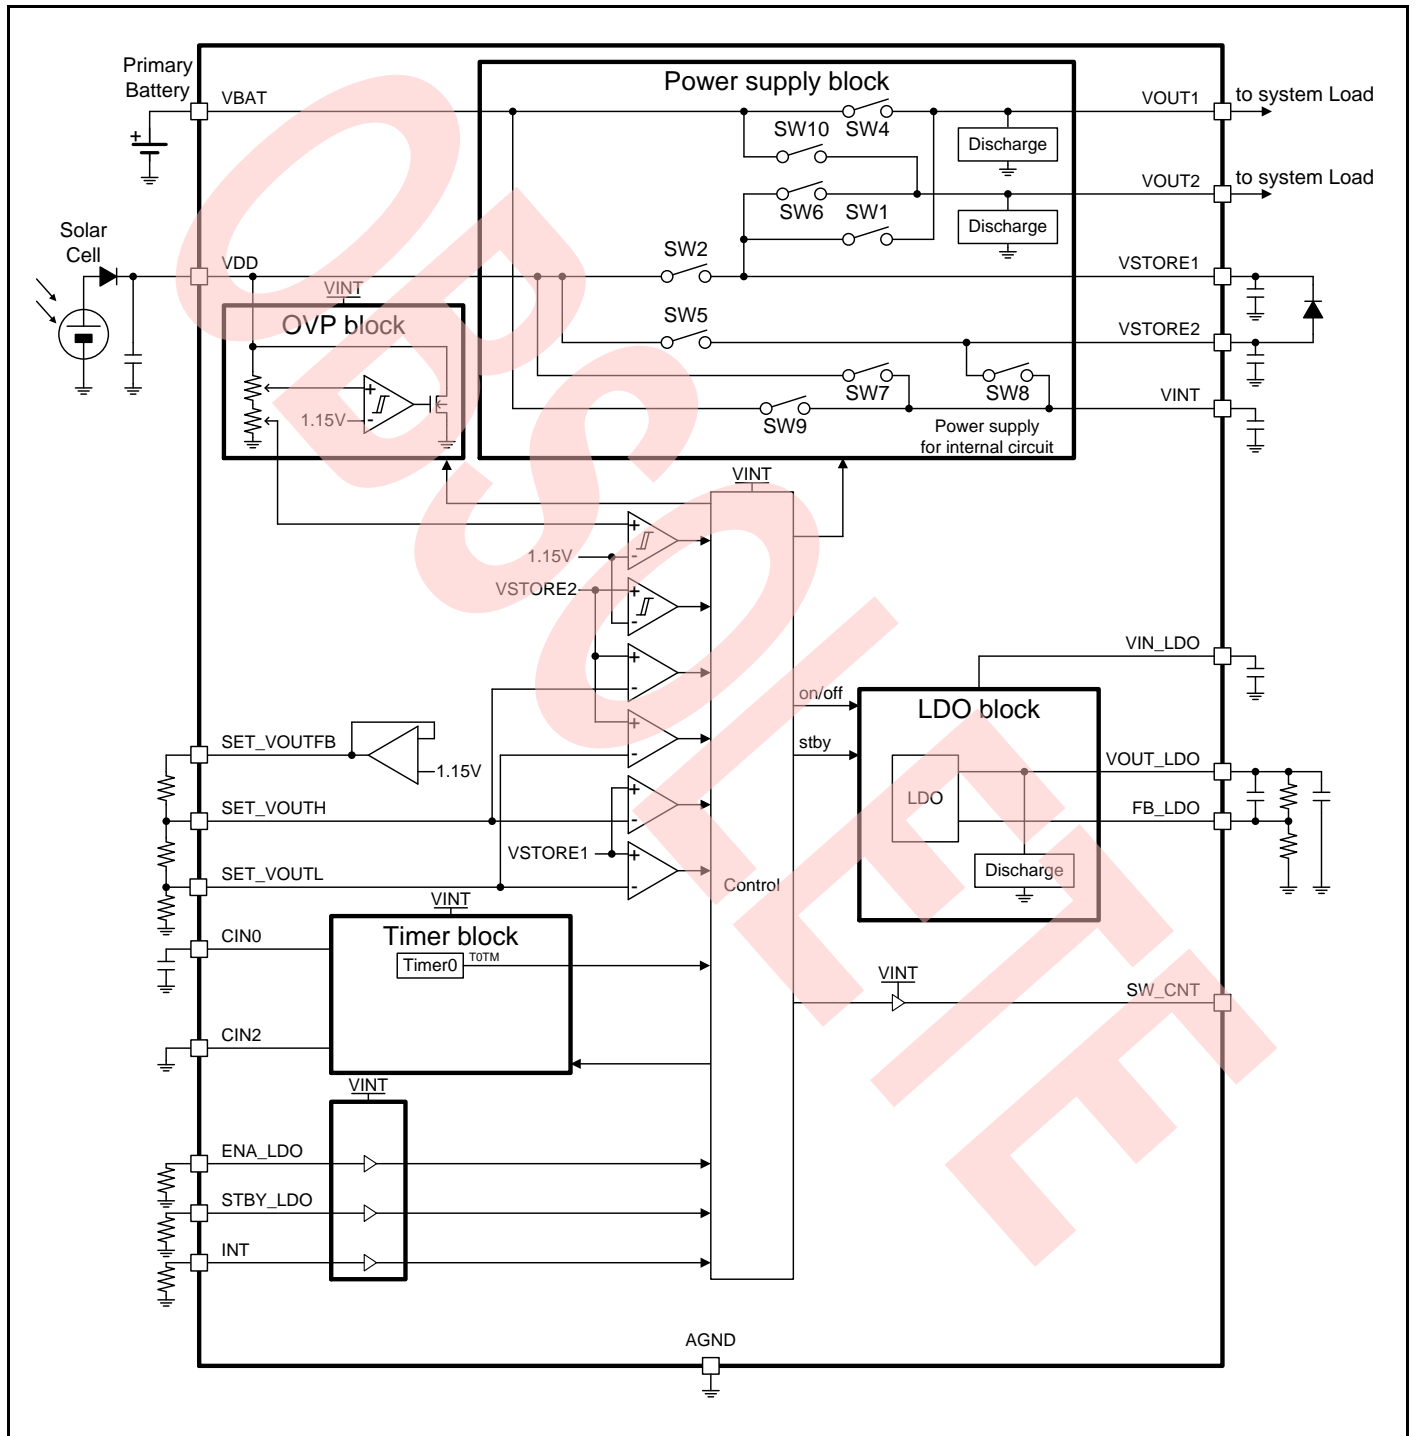 Primary
Battery
VBAT
Power supply block
VOUT1
to system Load
SW10
SW4
Discharge
VOUT2
to system Load
SW6
SW1
Discharge
Solar
Cell
VDD
SW2
VSTORE1
VINT
OVP block
SW5
VSTORE2
SW7
SW8
VINT
1.15V
SW9
Power supply
for internal circuit
VINT
1.15V
VSTORE2
VIN_LDO
on/off
LDO block
SET_VOUTFB
1.15V
stby
VOUT_LDO
LDO
SET_VOUTH
FB_LDO
VSTORE1
SET_VOUTL
Discharge
Control
VINT
CIN0
Timer block
Timer0
T0TM
VINT
SW_CNT
CIN2
VINT
ENA_LDO
STBY_LDO
INT
AGND
OBSOLETE